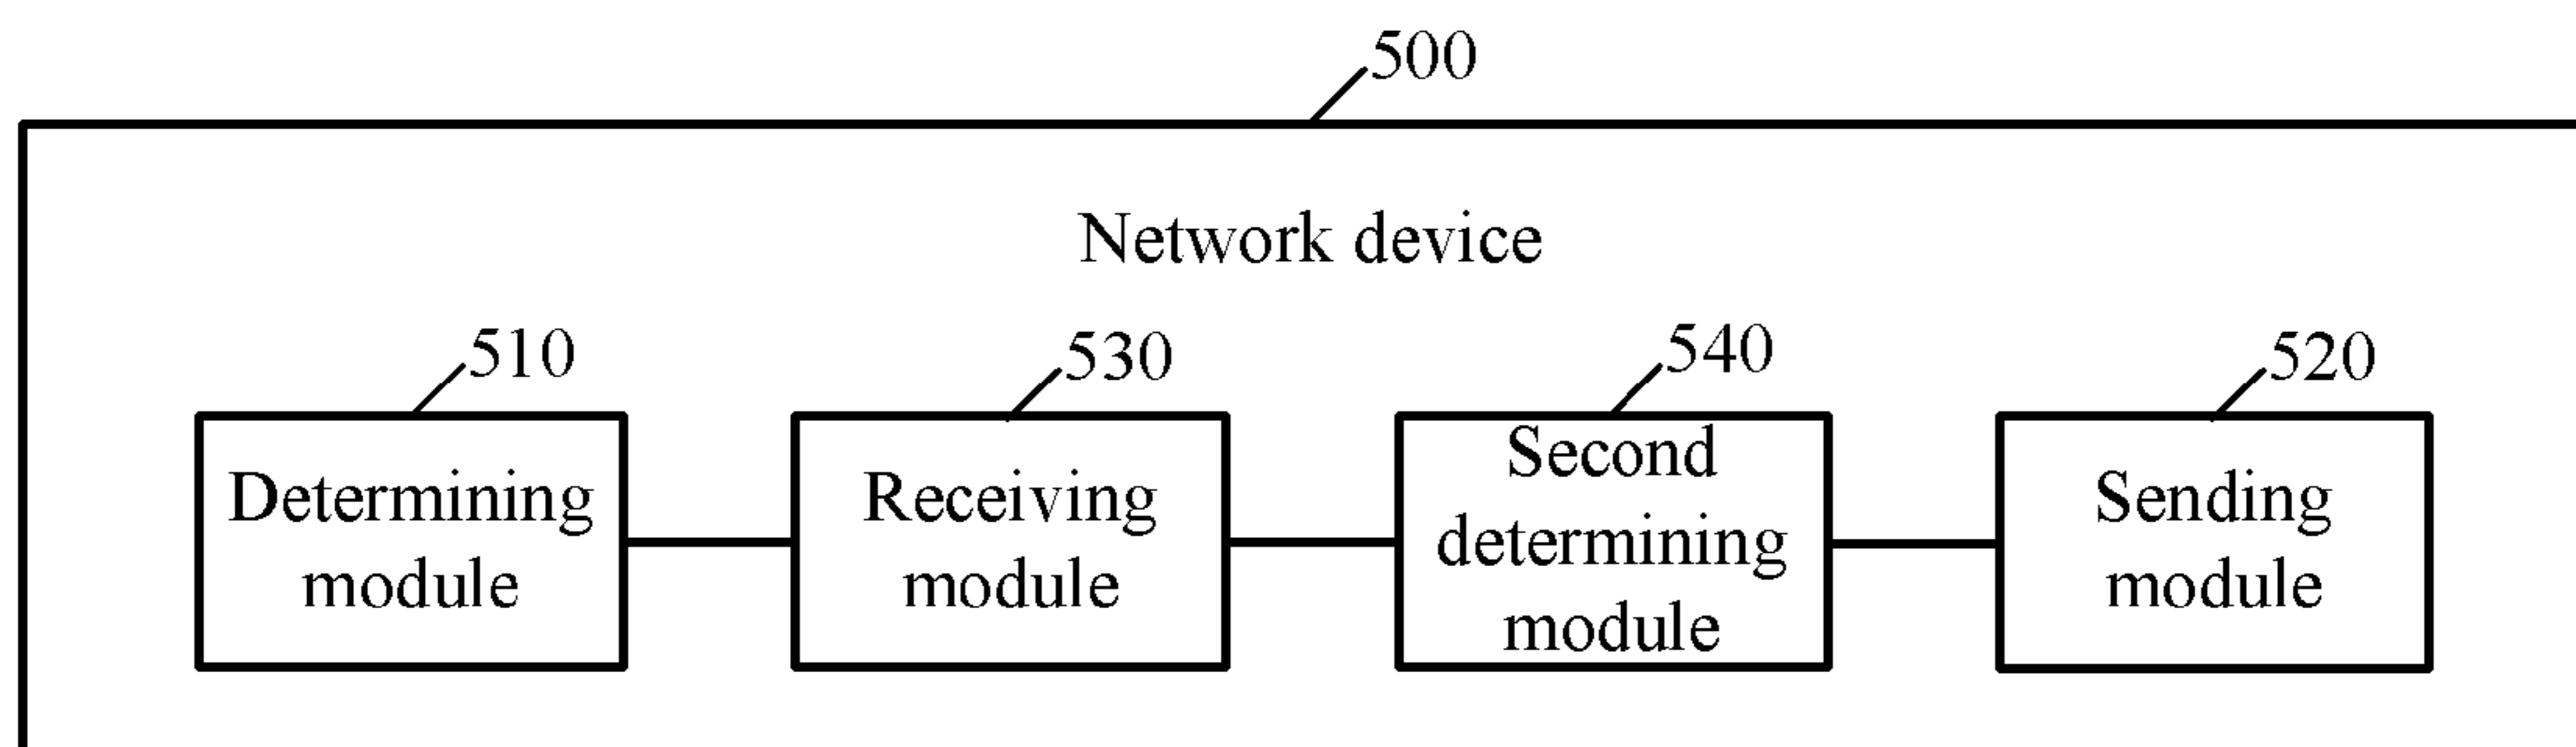 500
Network device
510
530
540
520
Determining
module
Receiving
module
Second
determining
module
Sending
module